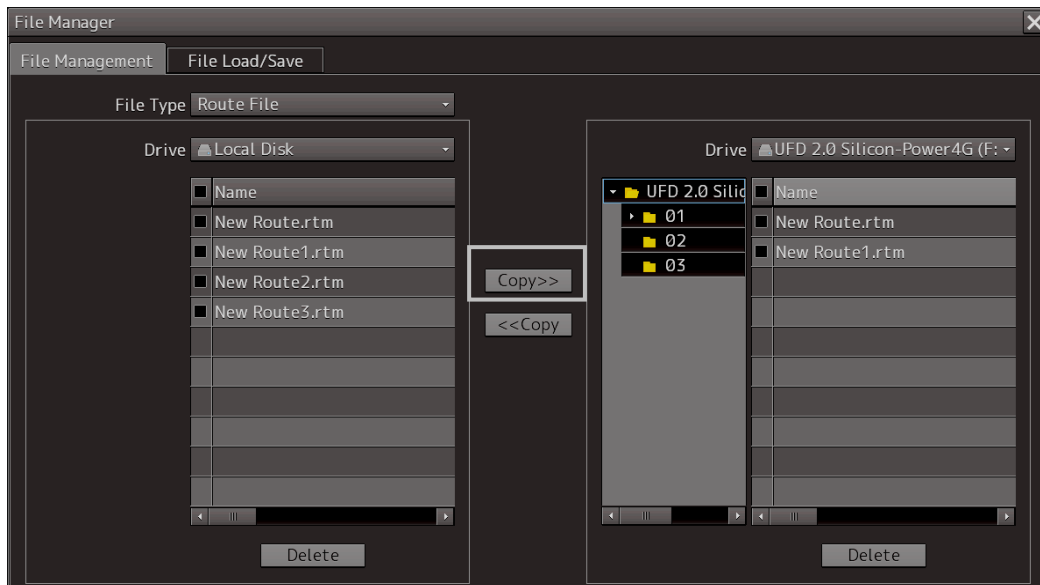 File Manager
File Management File Load/Save
File Type Route File
Drive Local Disk
Name
New Route.rtm
New Route1.rtm
New Route2.rtm
New Route3.rtm
Delete
Copy>>
<<Copy
Drive UFD 2.0 Silicon-Power4G (F:
UFD 2.0 Silic
01
02
03
Name
New Route.rtm
New Route1.rtm
Delete